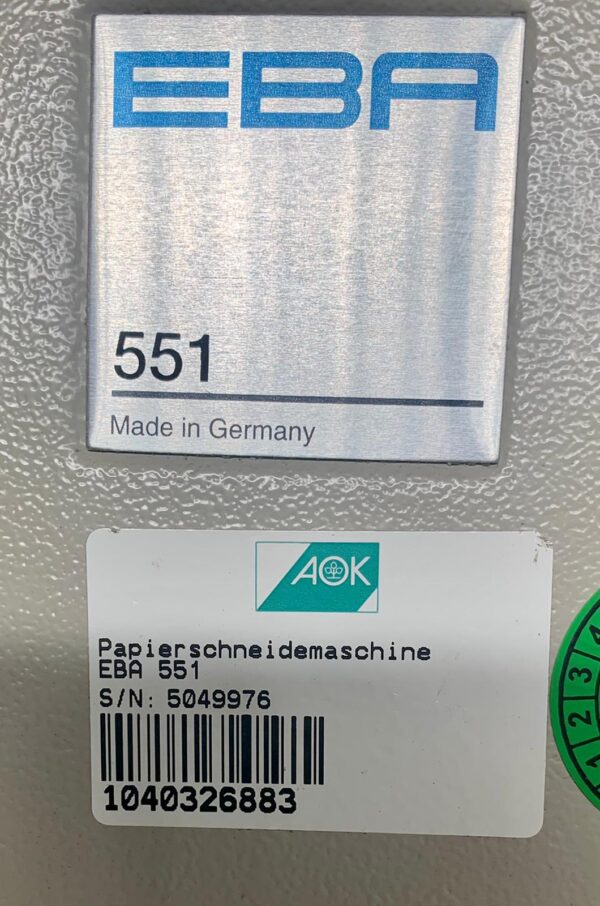 EBA
551
Made in Germany
AOK
Papierschneidemaschine
EBA 551
S/N: 5049976
1040326883
1 2 3 4